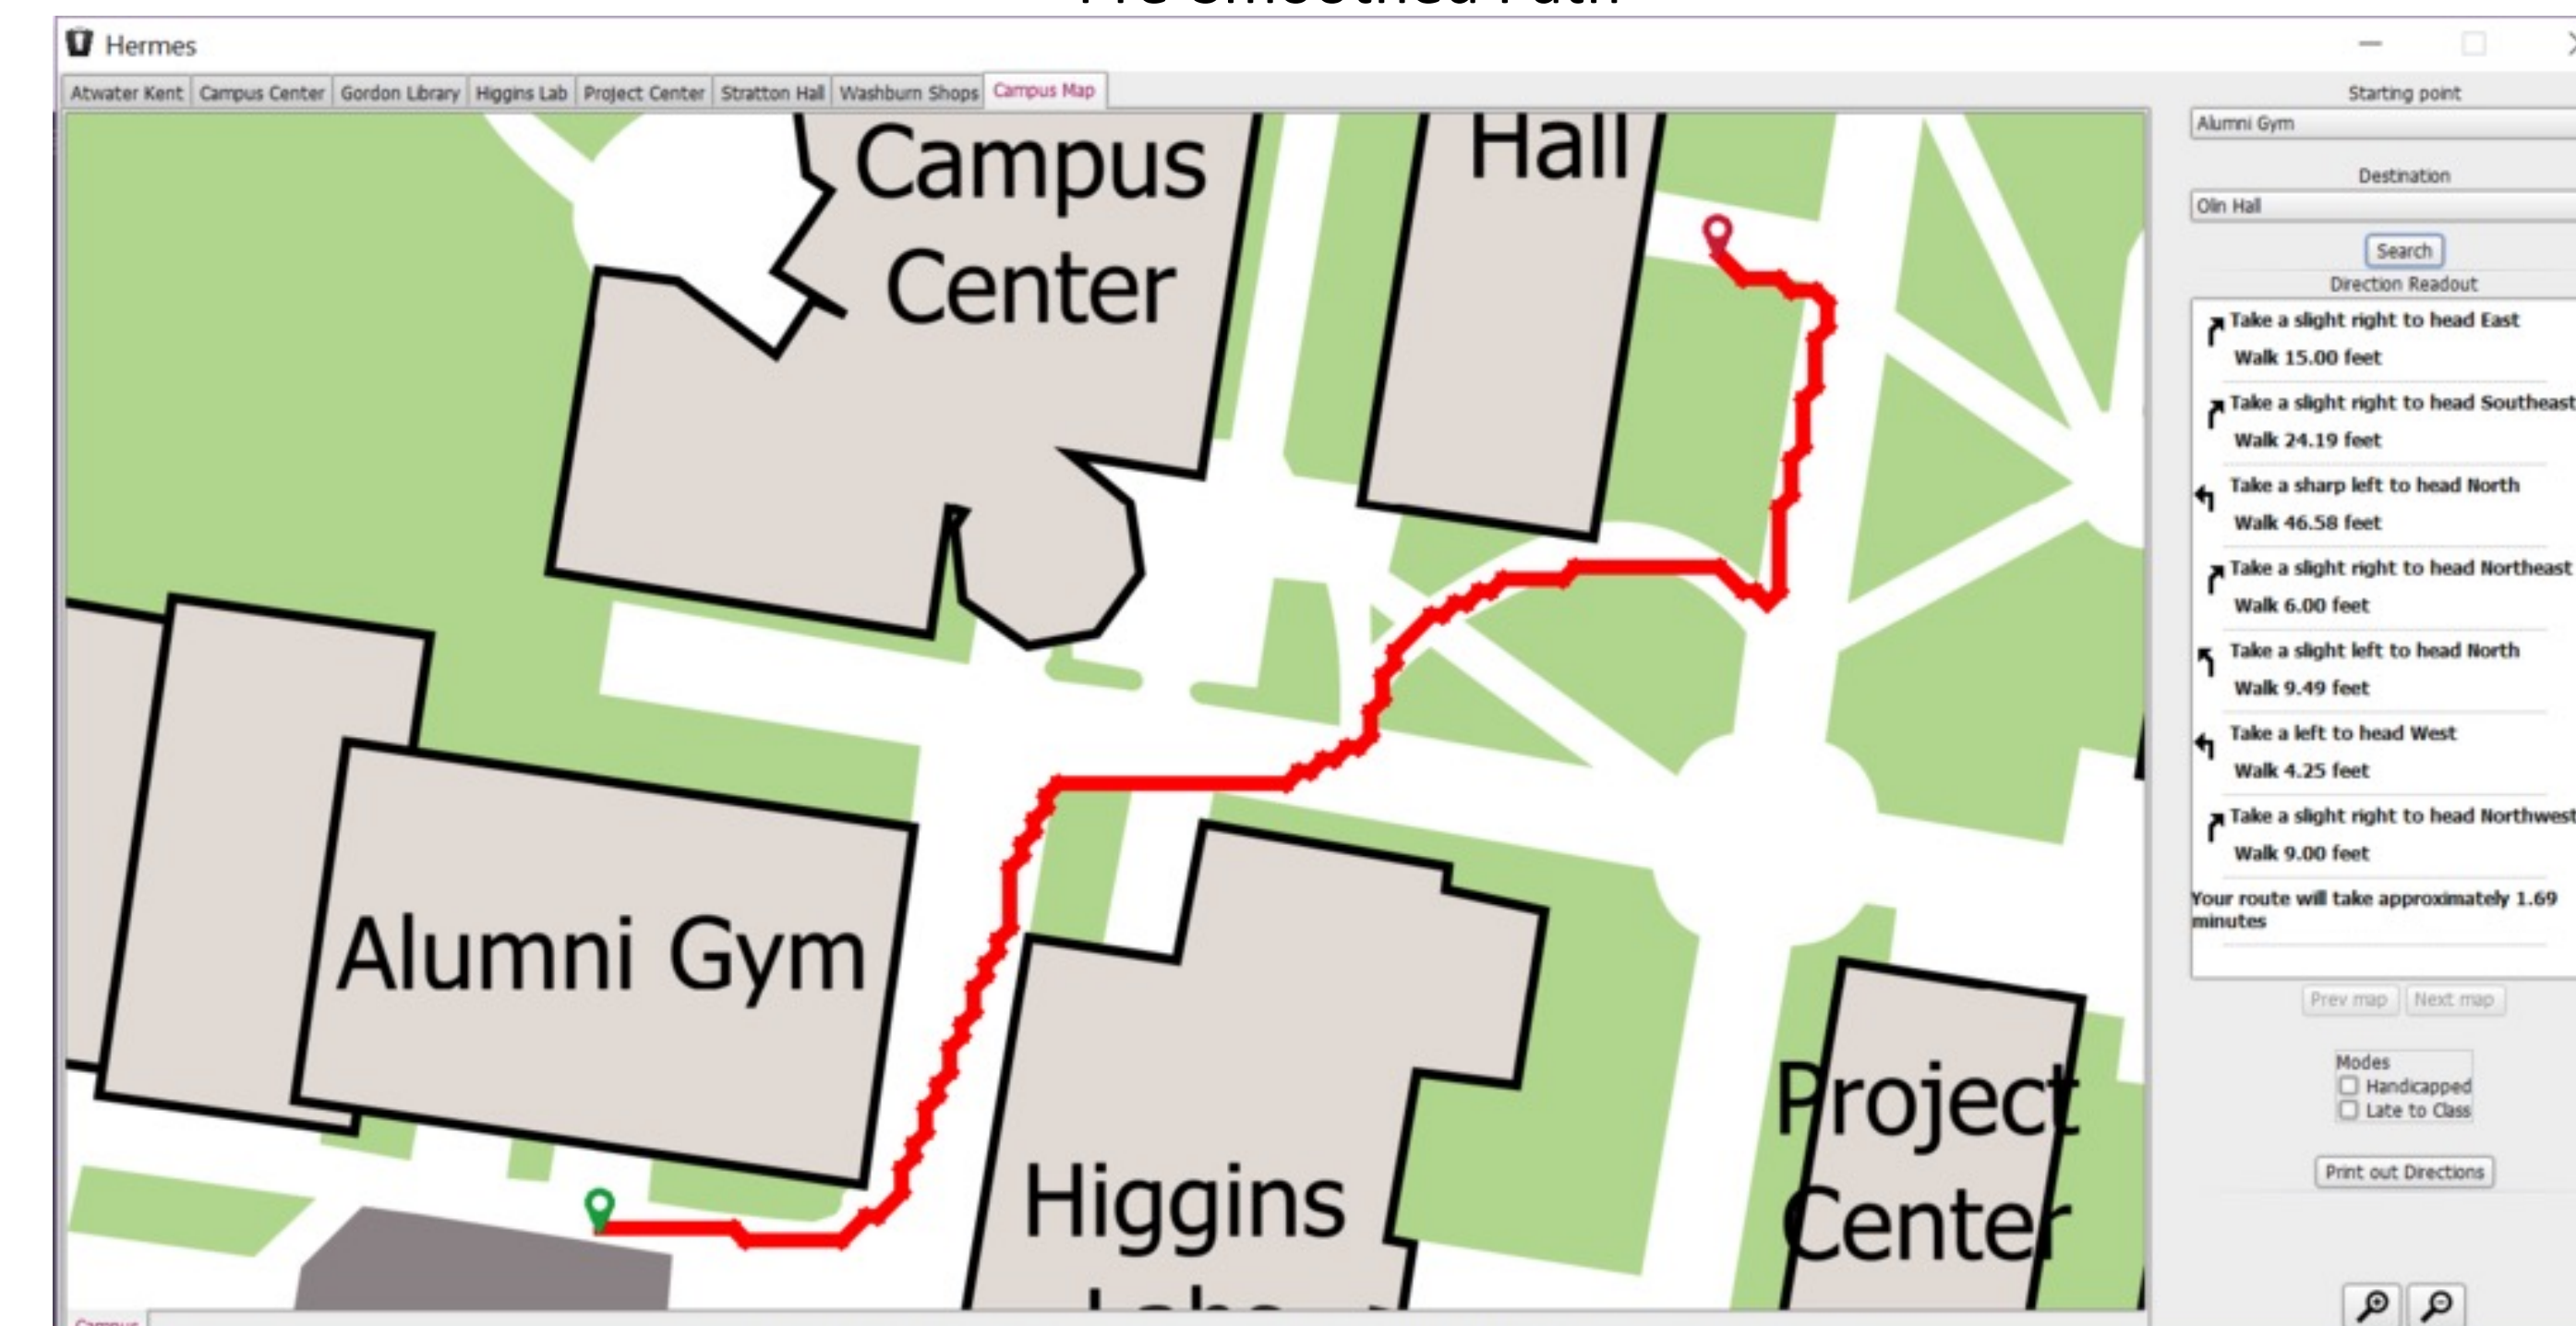 Pre Smoothed Path
Hermes
Atwater Kent Campus Center Gordon Library Higgins Lab Project Center Stratton Hall Washburn Shops Campus Map
Campus
Center
Hall
Alumni Gym
Higgins
Project
Center
Campus
Starting point
Alumni Gym
Destination
Olin Hall
Search
Direction Readout
Take a slight right to head East
Walk 15.00 feet
Take a slight right to head Southeast
Walk 24.19 feet
Take a sharp left to head North
Walk 46.58 feet
Take a slight right to head Northeast
Walk 6.00 feet
Take a slight left to head North
Walk 9.49 feet
Take a left to head West
Walk 4.25 feet
Take a slight right to head Northwest
Walk 9.00 feet
Your route will take approximately 1.69
minutes
Prev map Next map
Modes
Handicapped
Late to Class
Print out Directions